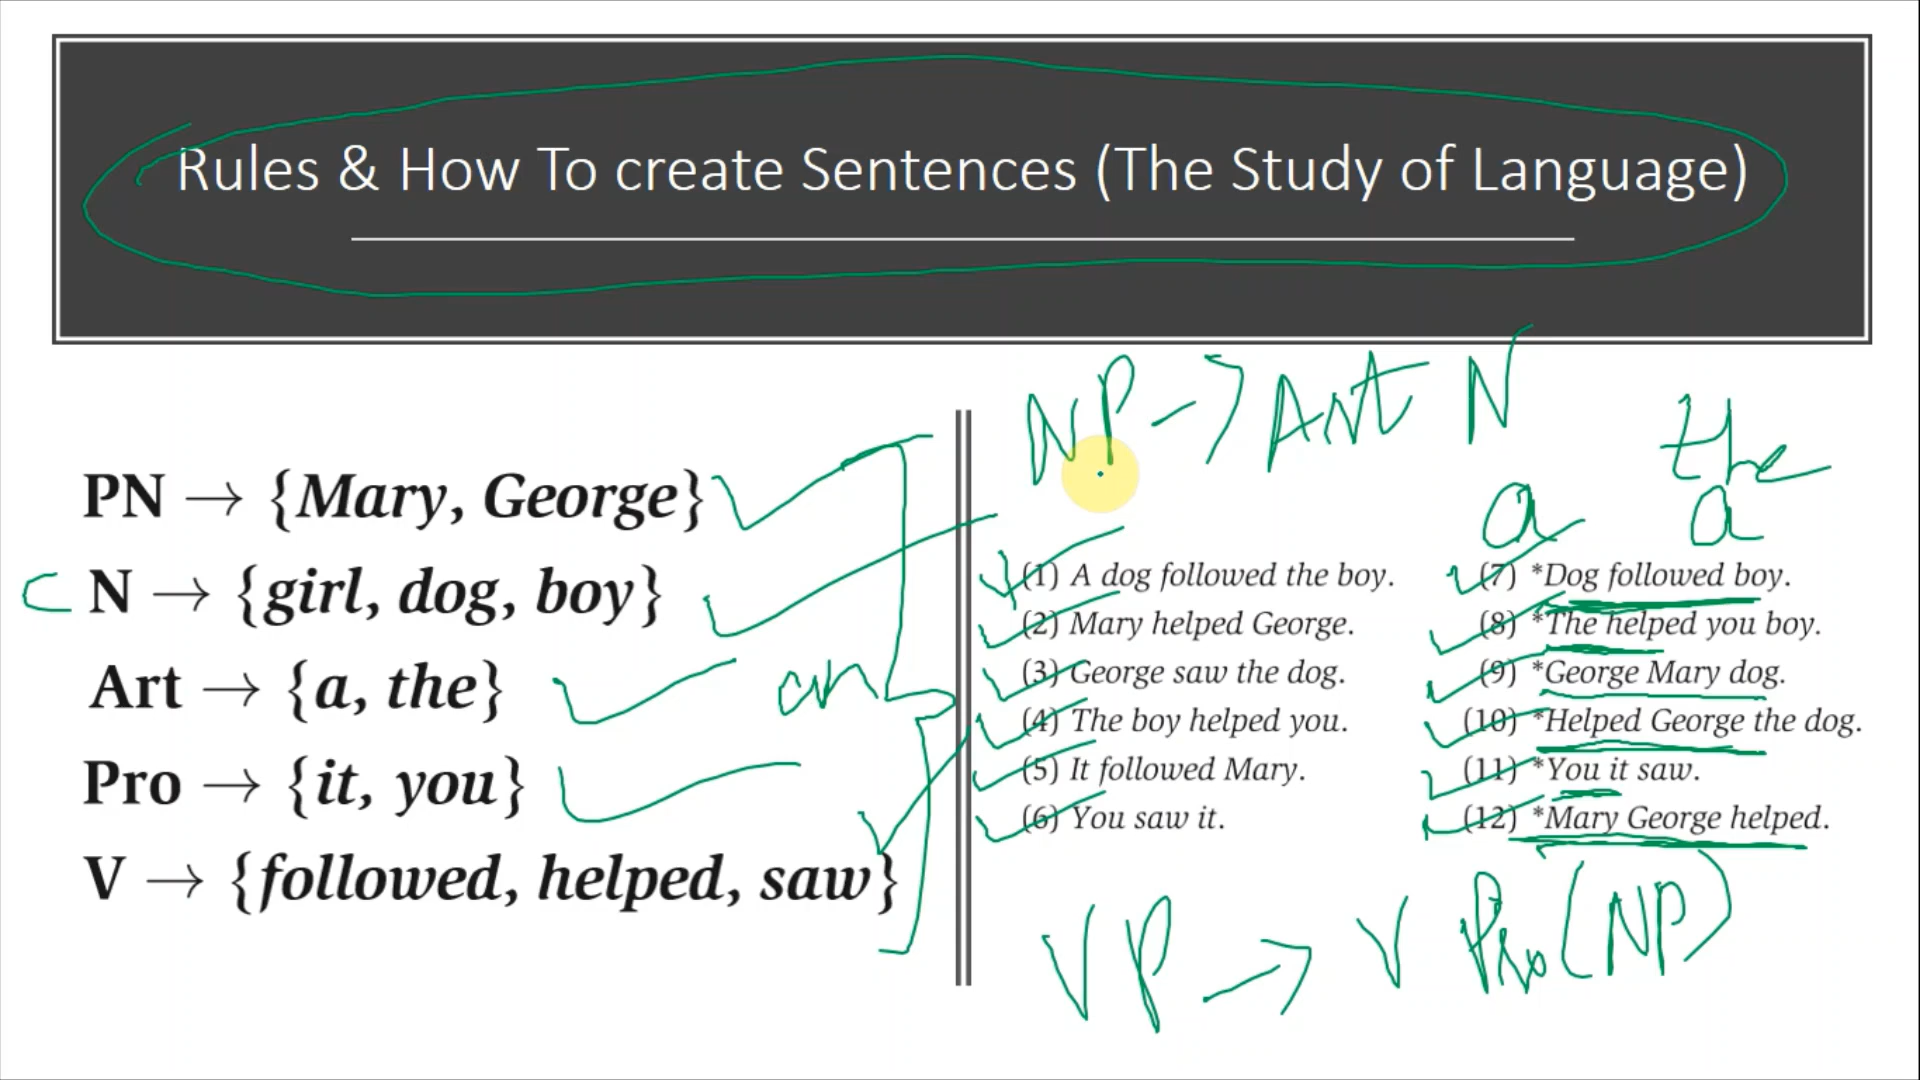 Rules & How To create Sentences (The Study of Language)
NP → Art N
the
a
a
PN → {Mary, George}
N → {girl, dog, boy}
Art → {a, the}
an
Pro → {it, you}
V → {followed, helped, saw}
(1) A dog followed the boy.
(2) Mary helped George.
(3) George saw the dog.
(4) The boy helped you.
(5) It followed Mary.
(6) You saw it.
(7) *Dog followed boy.
(8) *The helped you boy.
(9) *George Mary dog.
(10) *Helped George the dog.
(11) *You it saw.
(12) *Mary George helped.
VP → V Pro (NP)